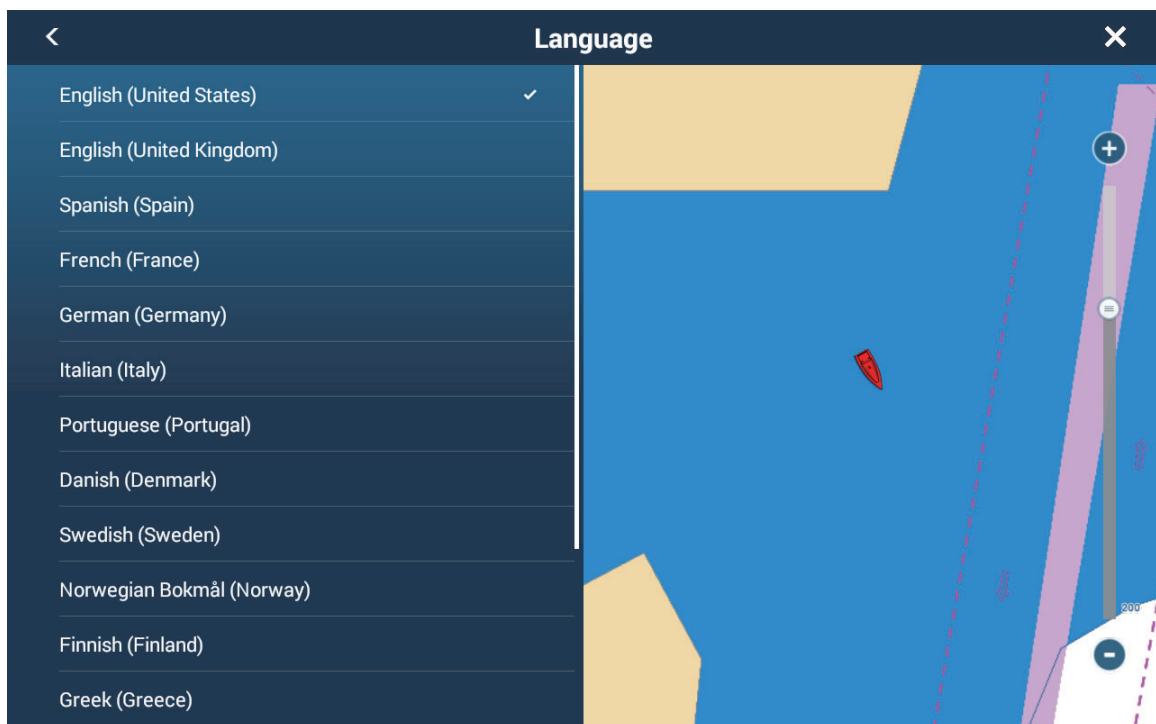 Language
English (United States)
English (United Kingdom)
Spanish (Spain)
French (France)
German (Germany)
Italian (Italy)
Portuguese (Portugal)
Danish (Denmark)
Swedish (Sweden)
Norwegian Bokmål (Norway)
Finnish (Finland)
200
Greek (Greece)